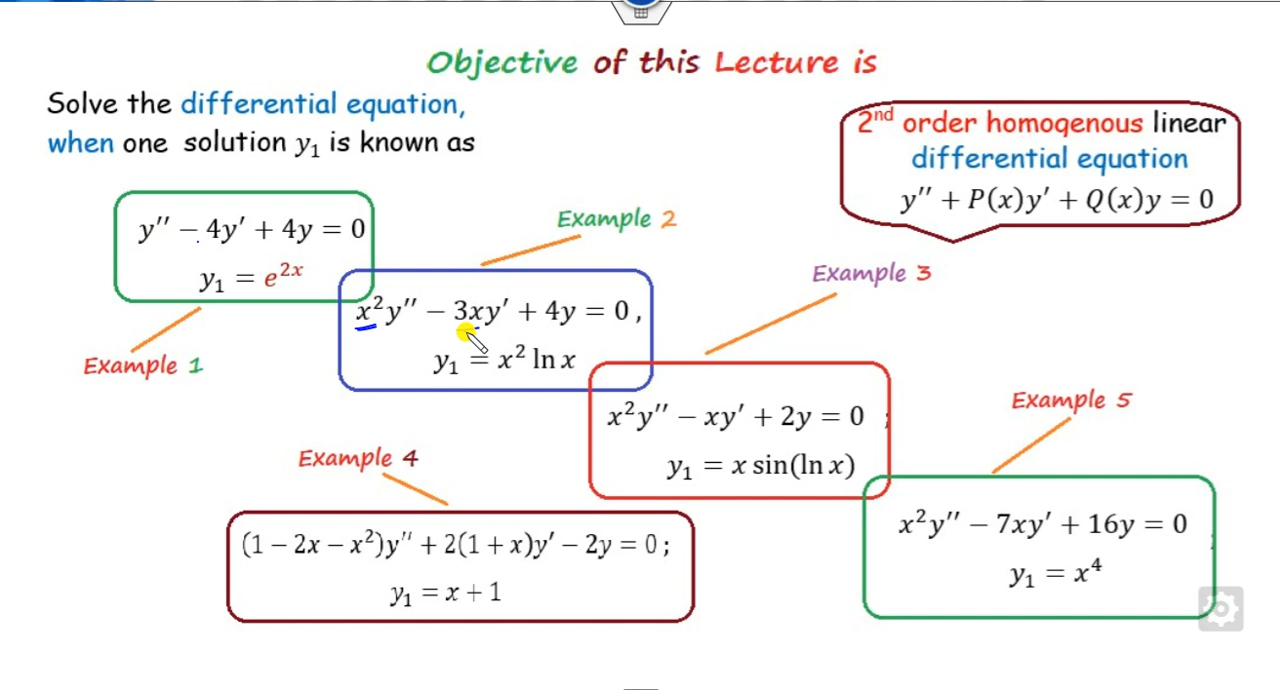 Objective of this Lecture is
Solve the differential equation,
when one solution y₁ is known as
2nd order homogenous linear
differential equation
y″ + P(x)y′ + Q(x)y = 0
y″ − 4y′ + 4y = 0
y₁ = e²ˣ
Example 1
Example 2
x²y″ − 3xy′ + 4y = 0 ,
y₁ = x² ln x
Example 3
x²y″ − xy′ + 2y = 0 ;
y₁ = x sin(ln x)
Example 4
(1 − 2x − x²)y″ + 2(1 + x)y′ − 2y = 0 ;
y₁ = x + 1
Example 5
x²y″ − 7xy′ + 16y = 0 ;
y₁ = x⁴